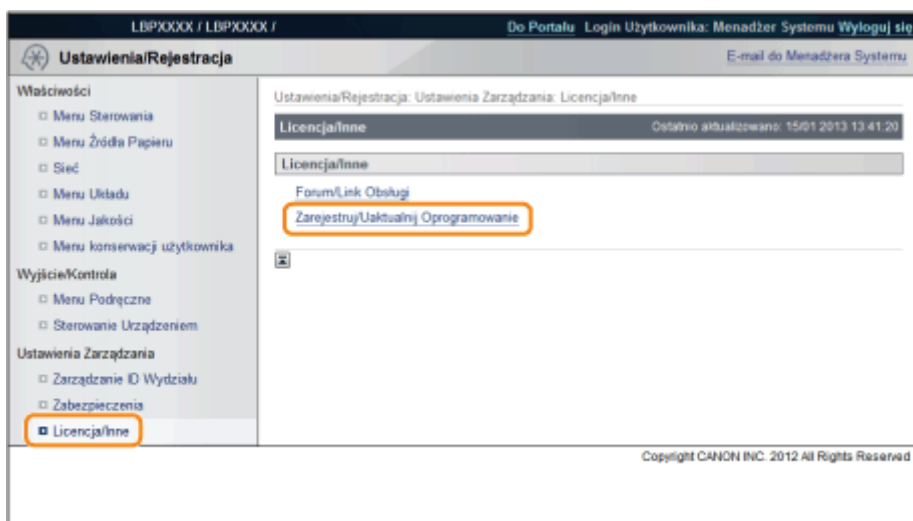 LBPXXXX / LBPXXXX /
Do Portalu Login Użytkownika: Menadżer Systemu Wyloguj się
Ustawienia/Rejestracja
E-mail do Menadżera Systemu
Właściwości
Menu Sterowania
Menu Źródła Papieru
Sieć
Menu Układu
Menu Jakości
Menu konserwacji użytkownika
Wyjście/Kontrola
Menu Podręczne
Sterowanie Urządzeniem
Ustawienia Zarządzania
Zarządzanie ID Wydziału
Zabezpieczenia
Licencja/Inne
Ustawienia/Rejestracja: Ustawienia Zarządzania: Licencja/Inne
Licencja/Inne
Ostatnio aktualizowano: 15/01 2013 13:41:20
Licencja/Inne
Forum/Link Obsługi
Zarejestruj/Uaktualnij Oprogramowanie
Copyright CANON INC. 2012 All Rights Reserved